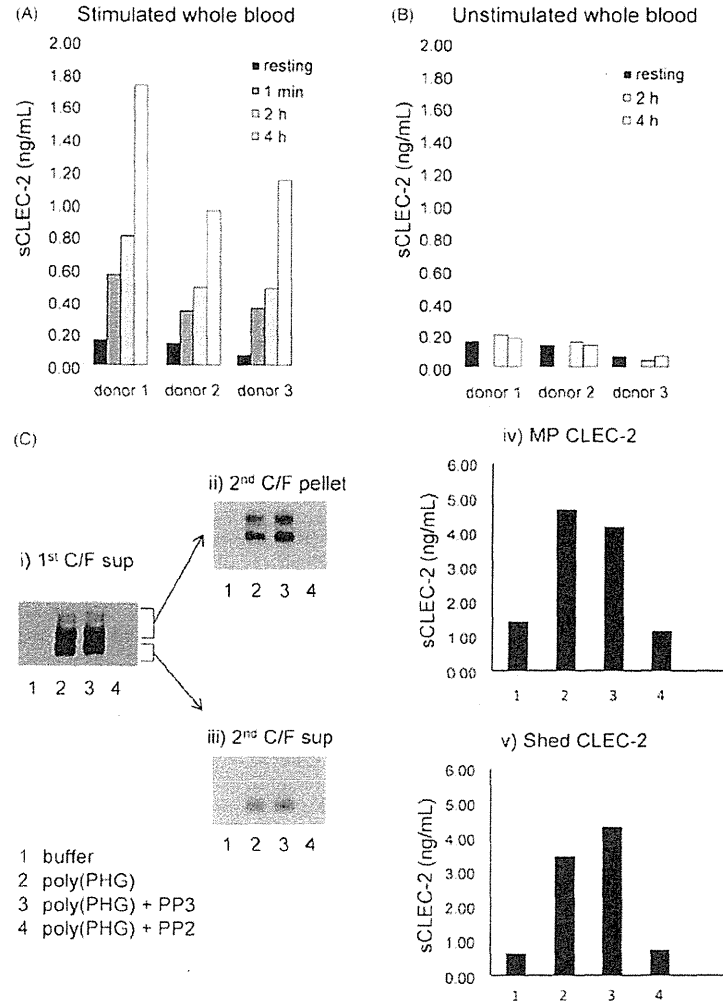 (A) Stimulated whole blood
2.00
1.80
1.60
1.40
1.20
1.00
0.80
0.60
0.40
0.20
0.00
sCLEC-2 (ng/mL)
resting
1 min
2 h
4 h
donor 1 donor 2 donor 3
(B) Unstimulated whole blood
2.00
1.80
1.60
1.40
1.20
1.00
0.80
0.60
0.40
0.20
0.00
sCLEC-2 (ng/mL)
resting
2 h
4 h
donor 1 donor 2 donor 3
(C)
i) 1st C/F sup
1 2 3 4
ii) 2nd C/F pellet
1 2 3 4
iii) 2nd C/F sup
1 2 3 4
1 buffer
2 poly(PHG)
3 poly(PHG) + PP3
4 poly(PHG) + PP2
iv) MP CLEC-2
6.00
5.00
4.00
3.00
2.00
1.00
0.00
sCLEC-2 (ng/mL)
1 2 3 4
v) Shed CLEC-2
6.00
5.00
4.00
3.00
2.00
1.00
0.00
sCLEC-2 (ng/mL)
1 2 3 4